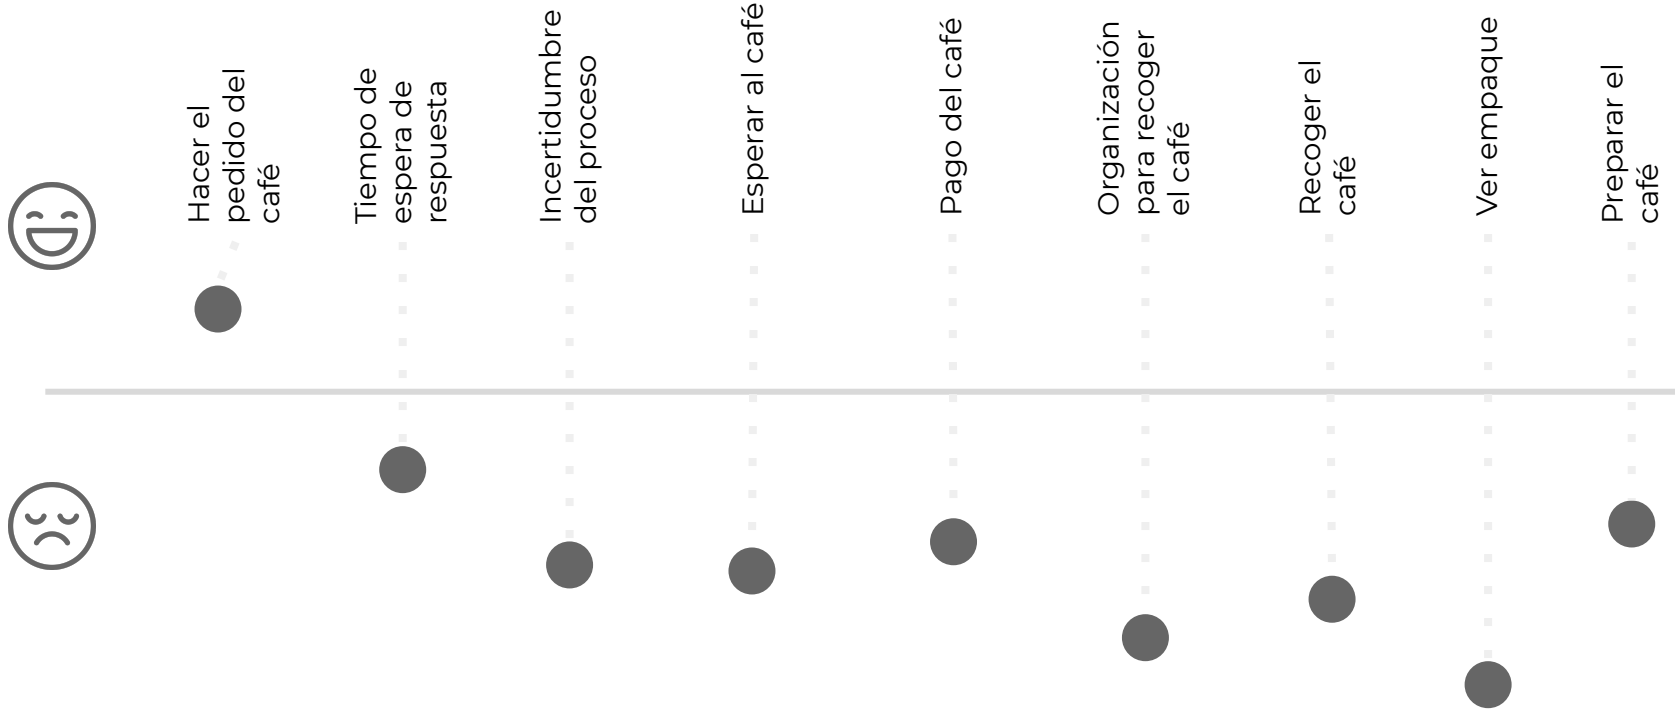 Hacer el
pedido del
café
Tiempo de
espera de
respuesta
Incertidumbre
del proceso
Esperar al café
Pago del café
Organización
para recoger
el café
Recoger el
café
Ver empaque
Preparar el
café